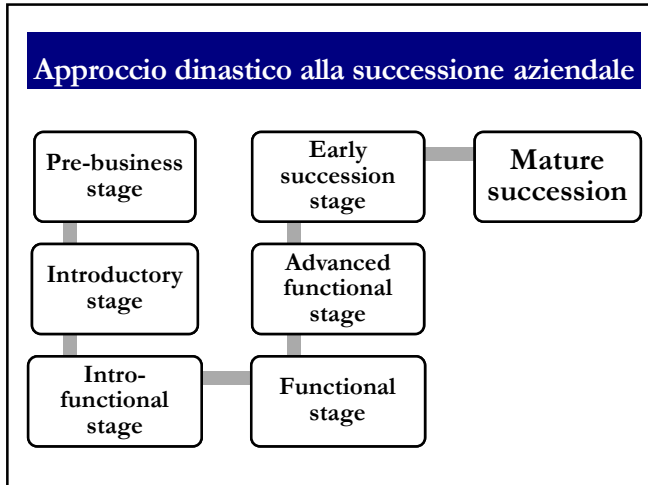 Approccio dinastico alla successione aziendale
Pre-business
stage
Introductory
stage
Intro-
functional
stage
Functional
stage
Advanced
functional
stage
Early
succession
stage
Mature
succession